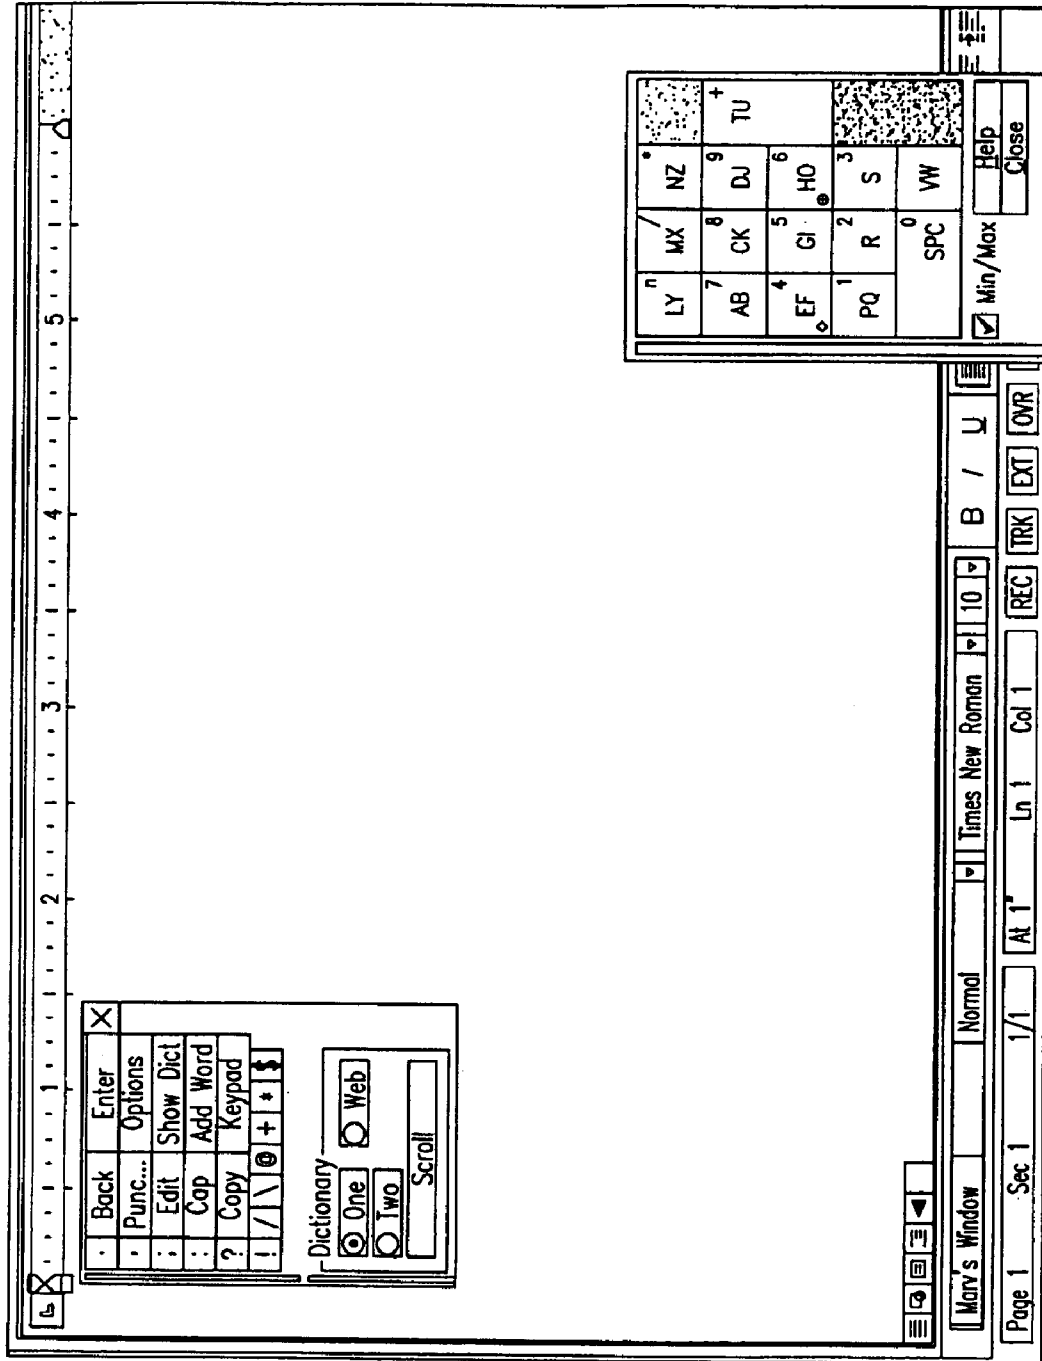 1 2 3 4 5
. Back Enter X
, Punc... Options
; Edit Show Dict
: Cap Add Word
? Copy Keypad
! / \ @ + * $
Dictionary
One Web
Two
Scroll
LY n MX / NZ *
AB 7 CK 8 DJ 9 TU +
EF 4 GI 5 HO 6
PQ 1 R 2 S 3
SPC 0 VW
Min/Max Help
Close
Marv's Window Normal Times New Roman 10 B I U
Page 1 Sec 1 1/1 At 1" Ln 1 Col 1 REC TRK EXT OVR